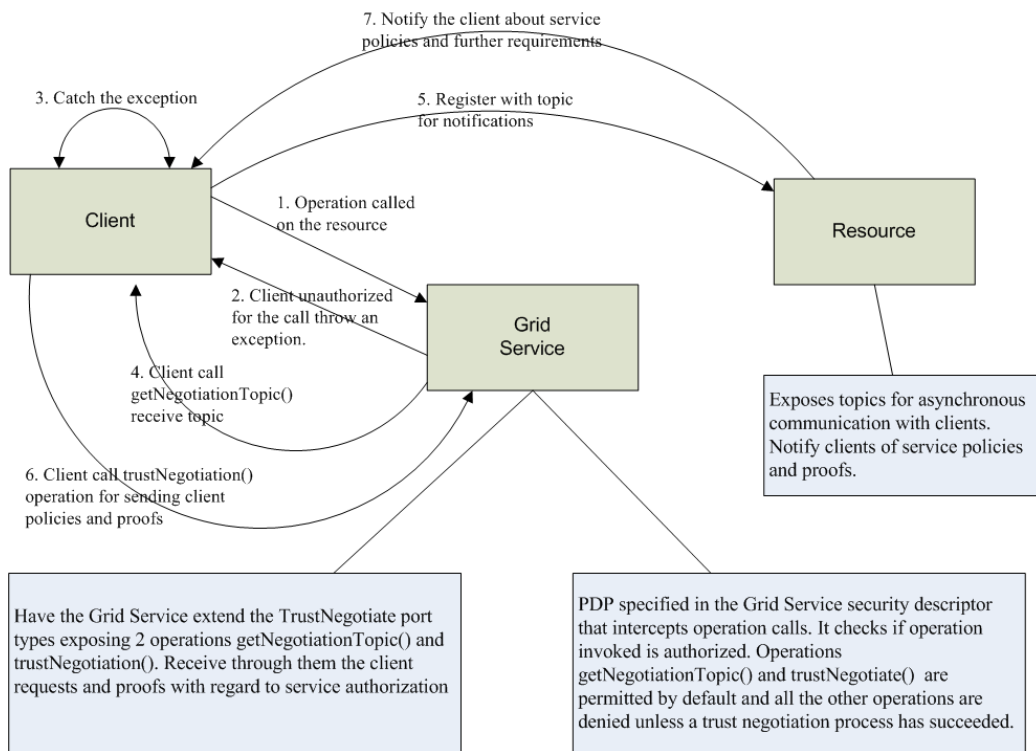 7. Notify the client about service
policies and further requirements
3. Catch the exception
5. Register with topic
for notifications
Client
1. Operation called
on the resource
Resource
2. Client unauthorized
for the call throw an
exception.
Grid
Service
4. Client call
getNegotiationTopic()
receive topic
Exposes topics for asynchronous
communication with clients.
Notify clients of service policies
and proofs.
6. Client call trustNegotiation()
operation for sending client
policies and proofs
Have the Grid Service extend the TrustNegotiate port
types exposing 2 operations getNegotiationTopic() and
trustNegotiation(). Receive through them the client
requests and proofs with regard to service authorization
PDP specified in the Grid Service security descriptor
that intercepts operation calls. It checks if operation
invoked is authorized. Operations
getNegotiationTopic() and trustNegotiate() are
permitted by default and all the other operations are
denied unless a trust negotiation process has succeeded.